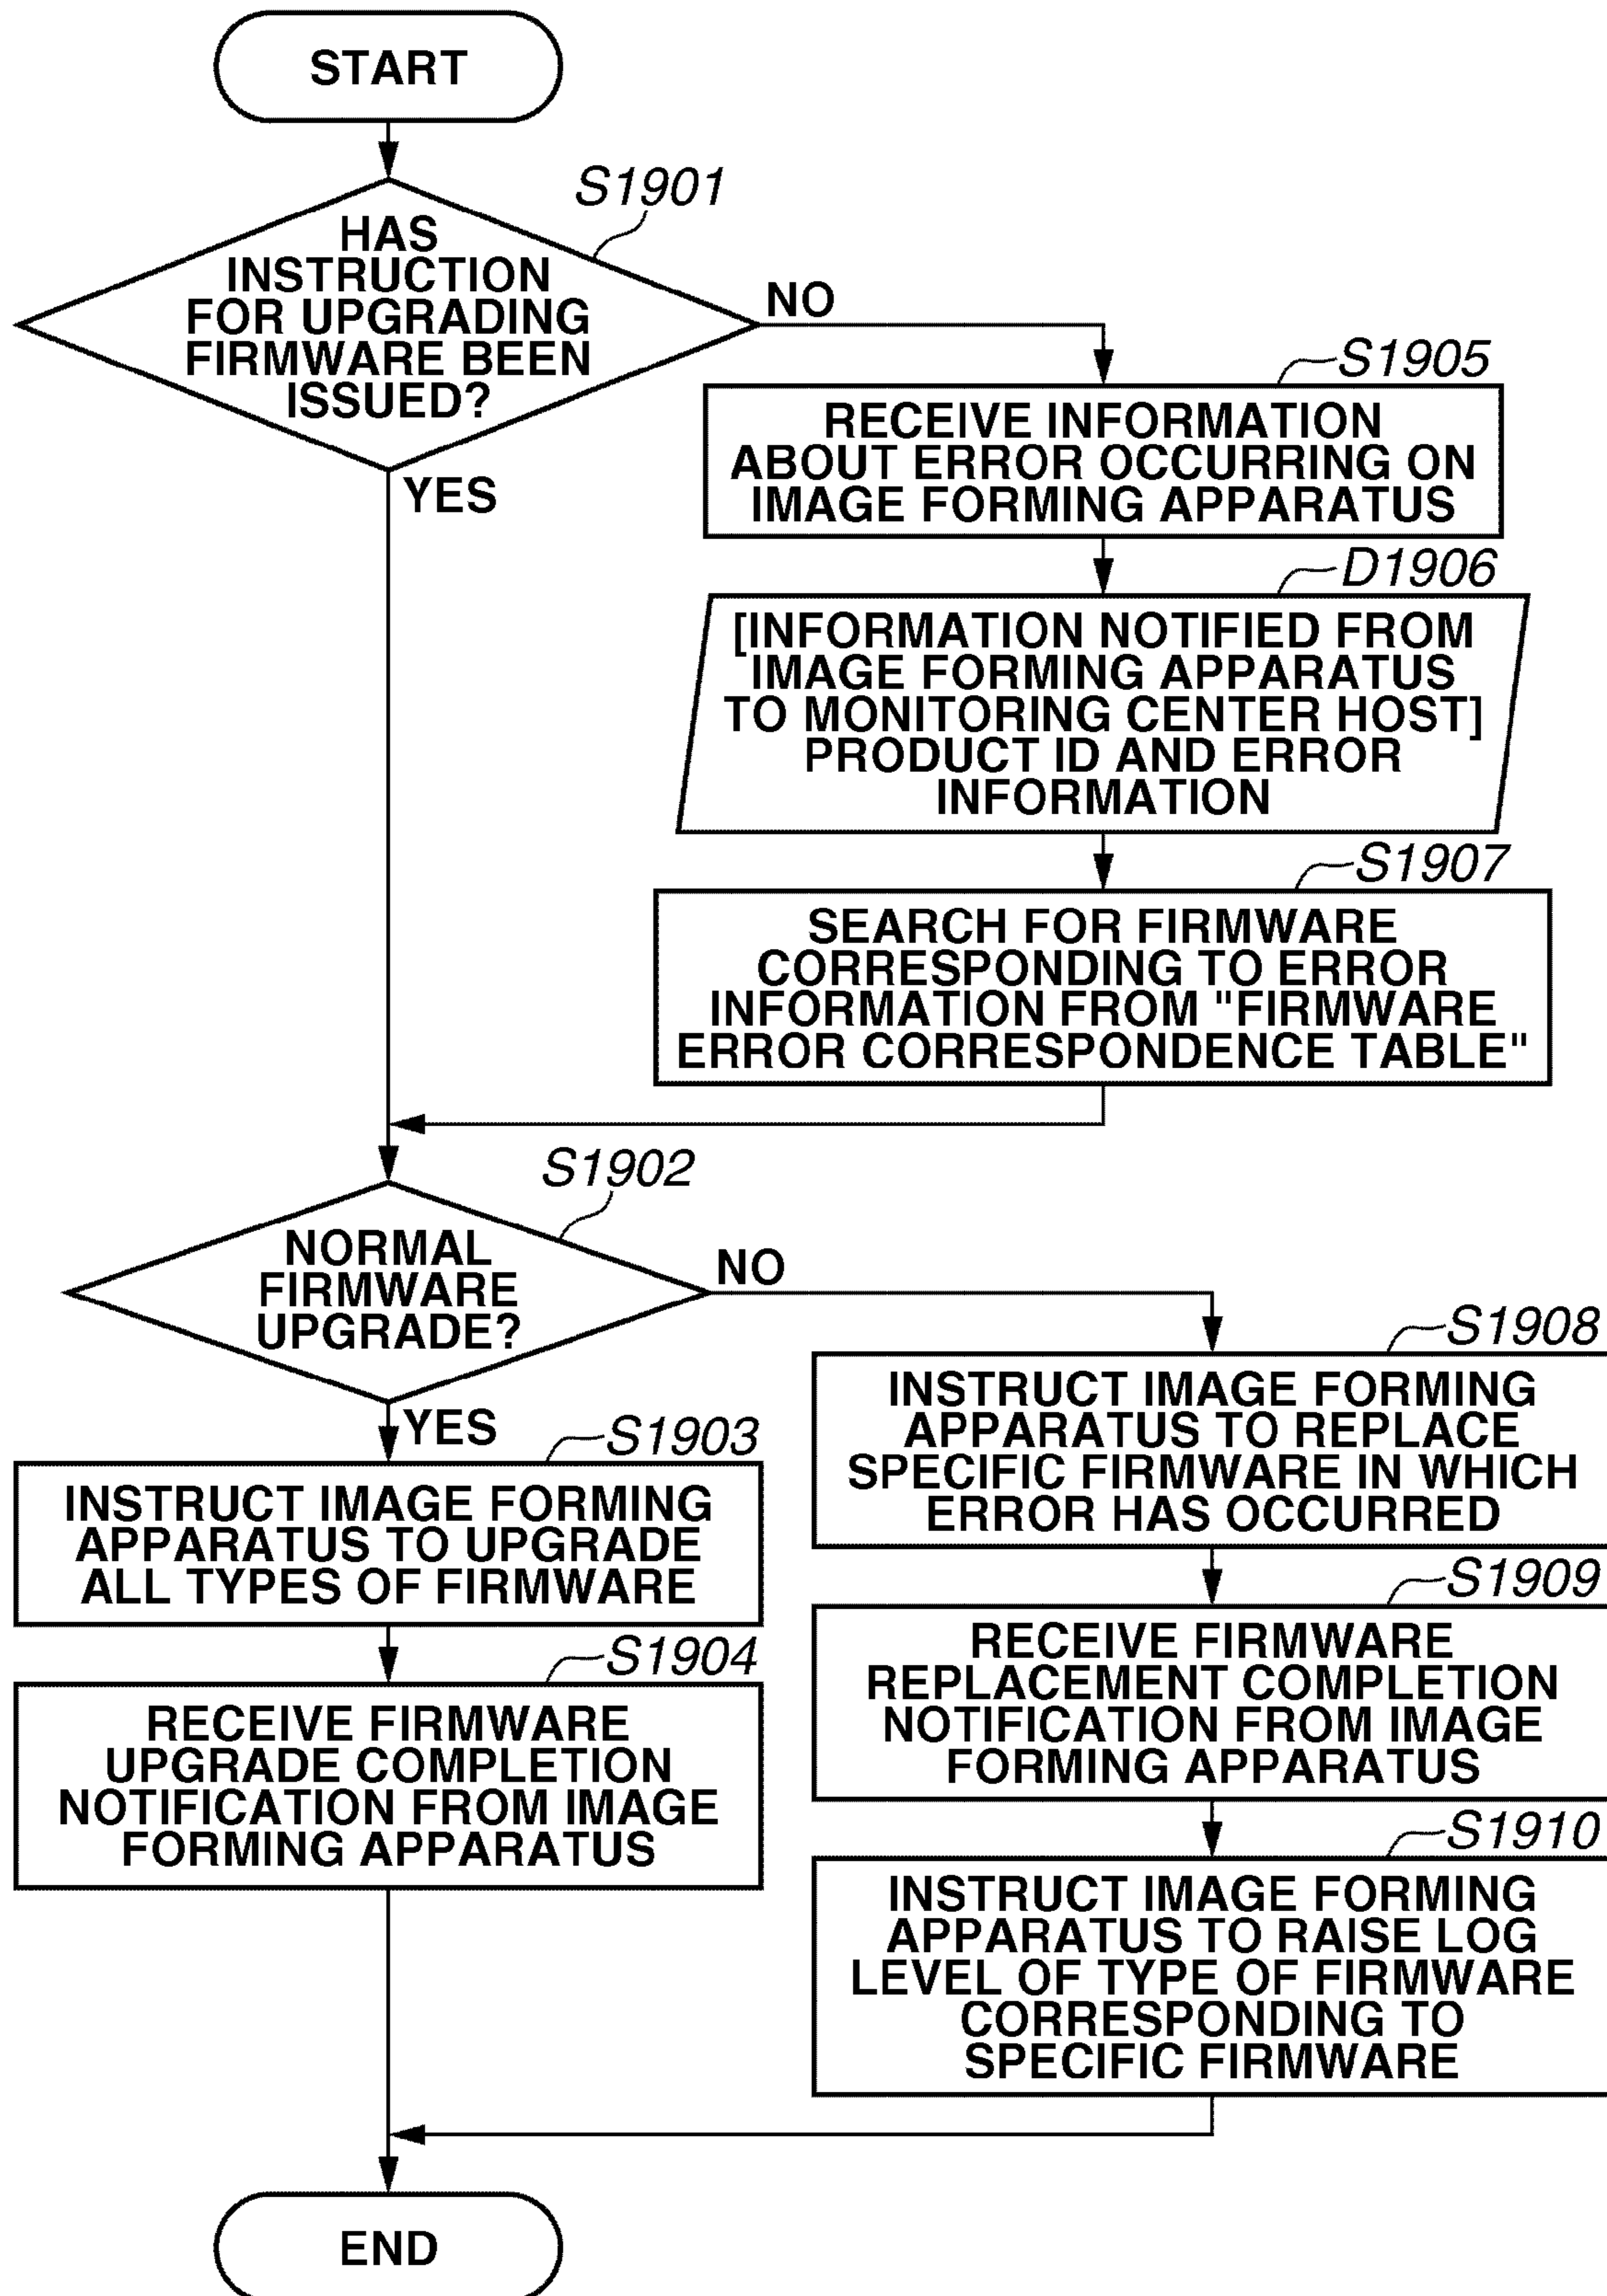 START
S1901
HAS
INSTRUCTION
FOR UPGRADING
FIRMWARE BEEN
ISSUED?
NO
YES
S1905
RECEIVE INFORMATION
ABOUT ERROR OCCURRING ON
IMAGE FORMING APPARATUS
D1906
[INFORMATION NOTIFIED FROM
IMAGE FORMING APPARATUS
TO MONITORING CENTER HOST]
PRODUCT ID AND ERROR
INFORMATION
S1907
SEARCH FOR FIRMWARE
CORRESPONDING TO ERROR
INFORMATION FROM "FIRMWARE
ERROR CORRESPONDENCE TABLE"
S1902
NORMAL
FIRMWARE
UPGRADE?
NO
YES
S1903
INSTRUCT IMAGE FORMING
APPARATUS TO UPGRADE
ALL TYPES OF FIRMWARE
S1904
RECEIVE FIRMWARE
UPGRADE COMPLETION
NOTIFICATION FROM IMAGE
FORMING APPARATUS
S1908
INSTRUCT IMAGE FORMING
APPARATUS TO REPLACE
SPECIFIC FIRMWARE IN WHICH
ERROR HAS OCCURRED
S1909
RECEIVE FIRMWARE
REPLACEMENT COMPLETION
NOTIFICATION FROM IMAGE
FORMING APPARATUS
S1910
INSTRUCT IMAGE FORMING
APPARATUS TO RAISE LOG
LEVEL OF TYPE OF FIRMWARE
CORRESPONDING TO
SPECIFIC FIRMWARE
END